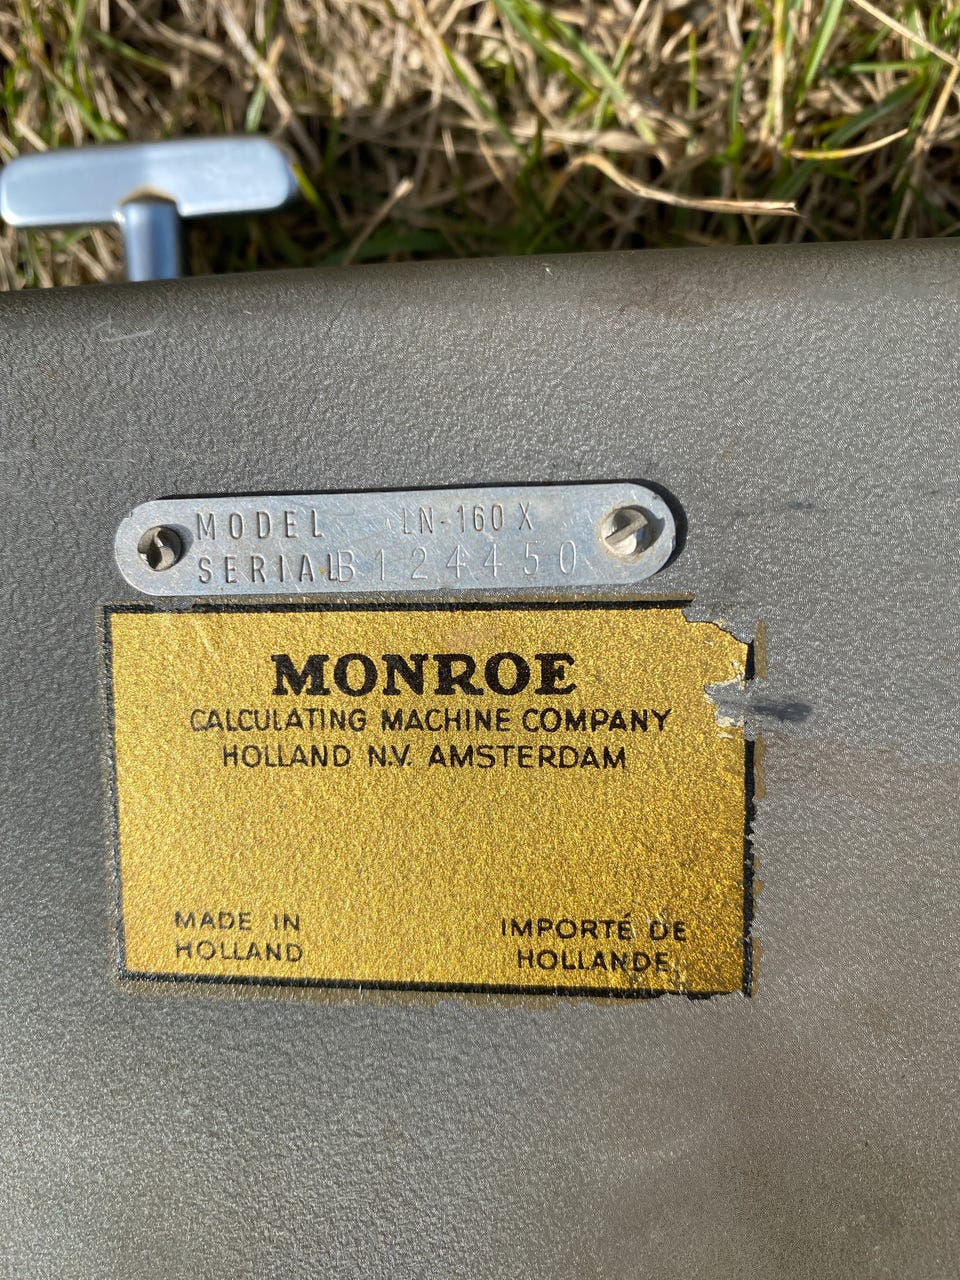 MODEL LN-160 X
SERIAL B124450
MONROE
CALCULATING MACHINE COMPANY
HOLLAND N.V. AMSTERDAM
MADE IN
HOLLAND
IMPORTÉ DE
HOLLANDE